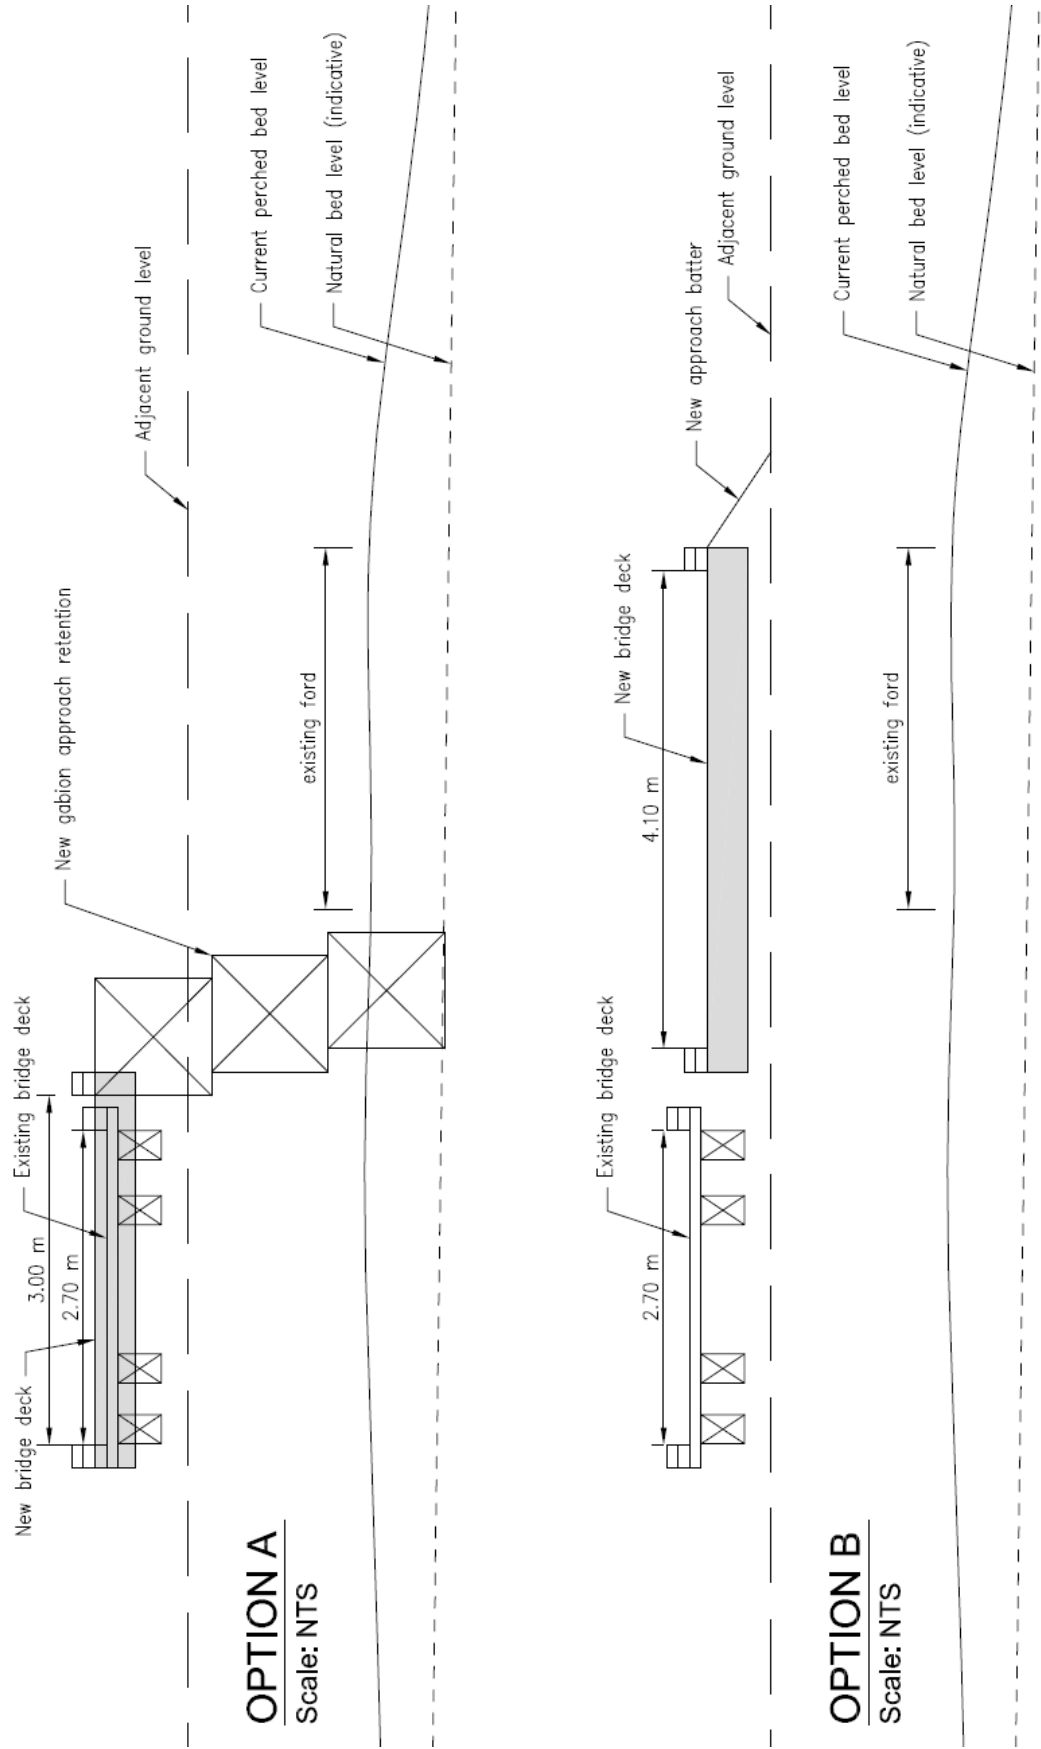 New bridge deck
3.00 m
2.70 m
Existing bridge deck
New gabion approach retention
Adjacent ground level
existing ford
Current perched bed level
Natural bed level (indicative)
OPTION A
Scale: NTS
Existing bridge deck
2.70 m
New bridge deck
4.10 m
New approach batter
Adjacent ground level
existing ford
Current perched bed level
Natural bed level (indicative)
OPTION B
Scale: NTS